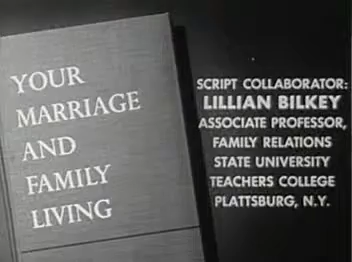 YOUR
MARRIAGE
AND
FAMILY
LIVING
SCRIPT COLLABORATOR:
LILLIAN BILKEY
ASSOCIATE PROFESSOR,
FAMILY RELATIONS
STATE UNIVERSITY
TEACHERS COLLEGE
PLATTSBURG, N.Y.